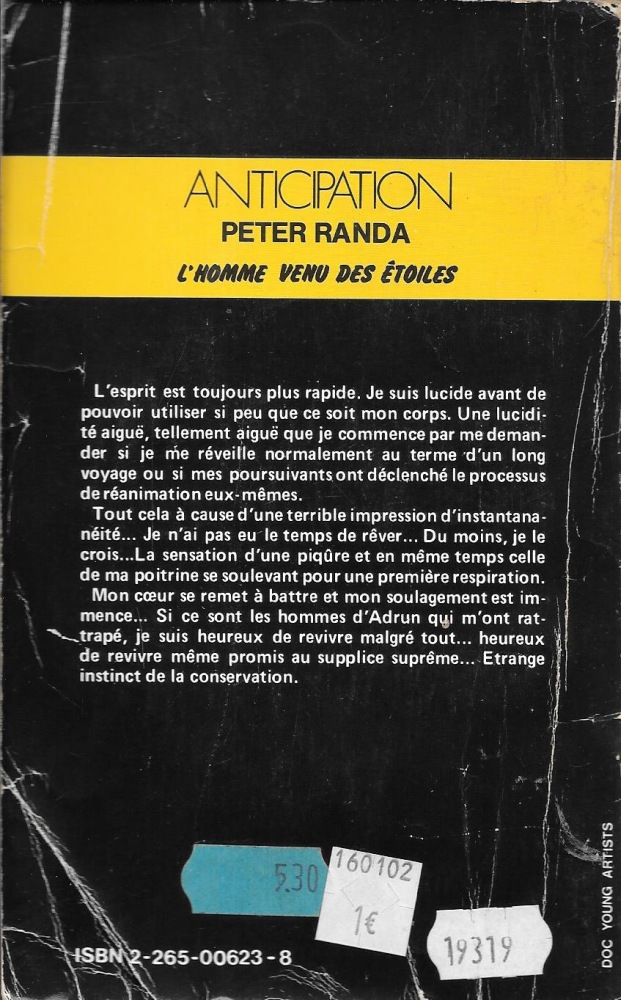 ANTICIPATION
PETER RANDA
L'HOMME VENU DES ÉTOILES
L'esprit est toujours plus rapide. Je suis lucide avant de
pouvoir utiliser si peu que ce soit mon corps. Une lucidi-
té aiguë, tellement aiguë que je commence par me deman-
der si je me réveille normalement au terme d'un long
voyage ou si mes poursuivants ont déclenché le processus
de réanimation eux-mêmes.
Tout cela à cause d'une terrible impression d'instantana-
néité... Je n'ai pas eu le temps de rêver... Du moins, je le
crois...La sensation d'une piqûre et en même temps celle
de ma poitrine se soulevant pour une première respiration.
Mon cœur se remet à battre et mon soulagement est im-
mence... Si ce sont les hommes d'Adrun qui m'ont rat-
trapé, je suis heureux de revivre malgré tout... heureux
de revivre même promis au supplice suprême... Etrange
instinct de la conservation.
5.30
160102
1€
19319
ISBN 2-265-00623-8
DOC YOUNG ARTISTS